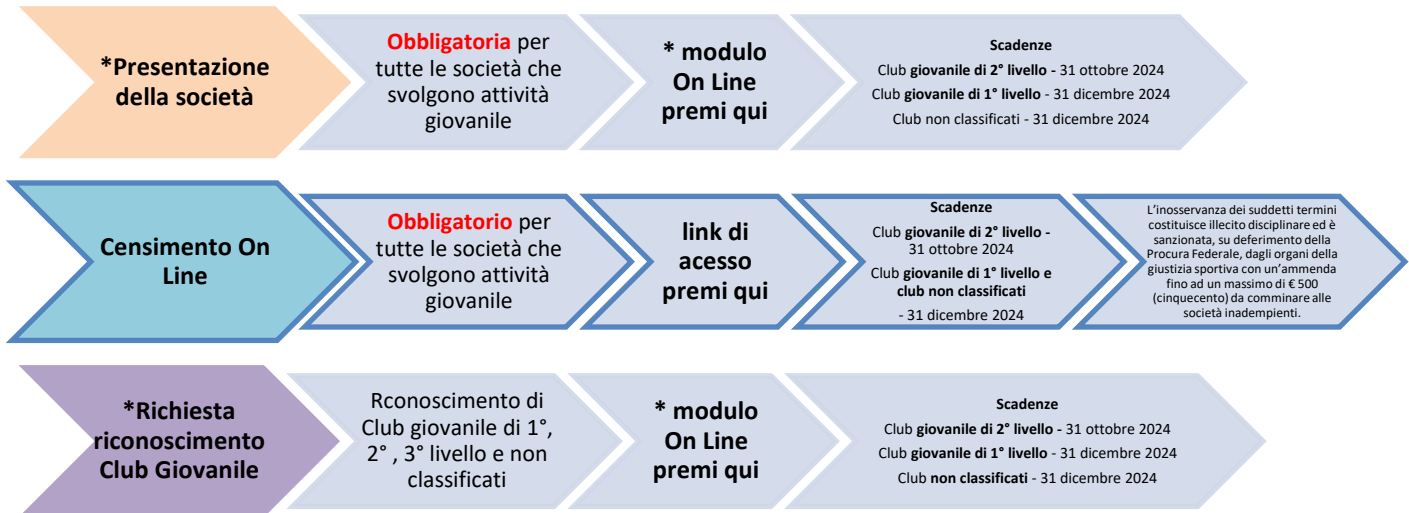 *Presentazione
della società
Obbligatoria per
tutte le società che
svolgono attività
giovanile
* modulo
On Line
premi qui
Scadenze
Club giovanile di 2° livello - 31 ottobre 2024
Club giovanile di 1° livello - 31 dicembre 2024
Club non classificati - 31 dicembre 2024
Censimento On
Line
Obbligatorio per
tutte le società che
svolgono attività
giovanile
link di
acesso
premi qui
Scadenze
Club giovanile di 2° livello -
31 ottobre 2024
Club giovanile di 1° livello e
club non classificati
- 31 dicembre 2024
L’inosservanza dei suddetti termini
costituisce illecito disciplinare ed è
sanzionata, su deferimento della
Procura Federale, dagli organi della
giustizia sportiva con un’ammenda
fino ad un massimo di € 500
(cinquecento) da comminare alle
società inadempienti.
*Richiesta
riconoscimento
Club Giovanile
Rconoscimento di
Club giovanile di 1°,
2° , 3° livello e non
classificati
* modulo
On Line
premi qui
Scadenze
Club giovanile di 2° livello - 31 ottobre 2024
Club giovanile di 1° livello - 31 dicembre 2024
Club non classificati - 31 dicembre 2024